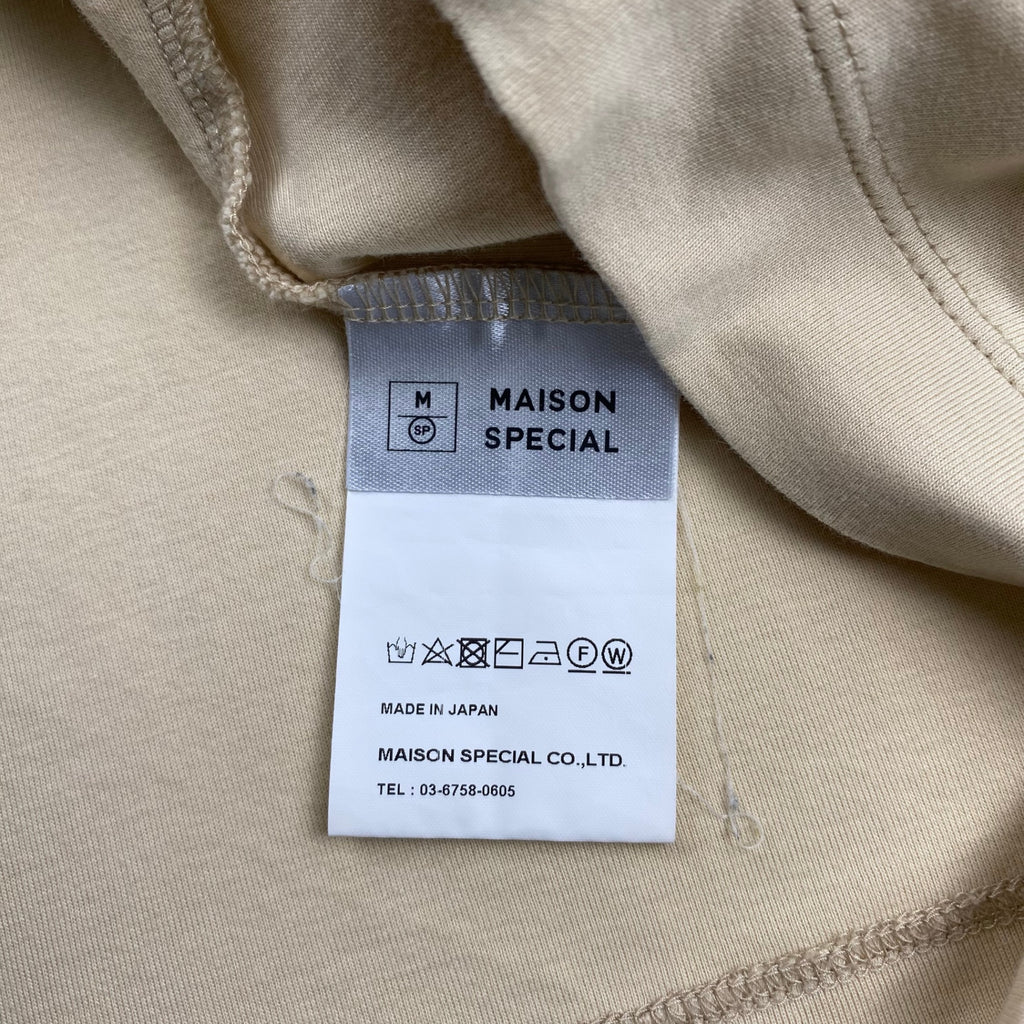 M
SP
MAISON
SPECIAL
F W
MADE IN JAPAN
MAISON SPECIAL CO.,LTD.
TEL : 03-6758-0605